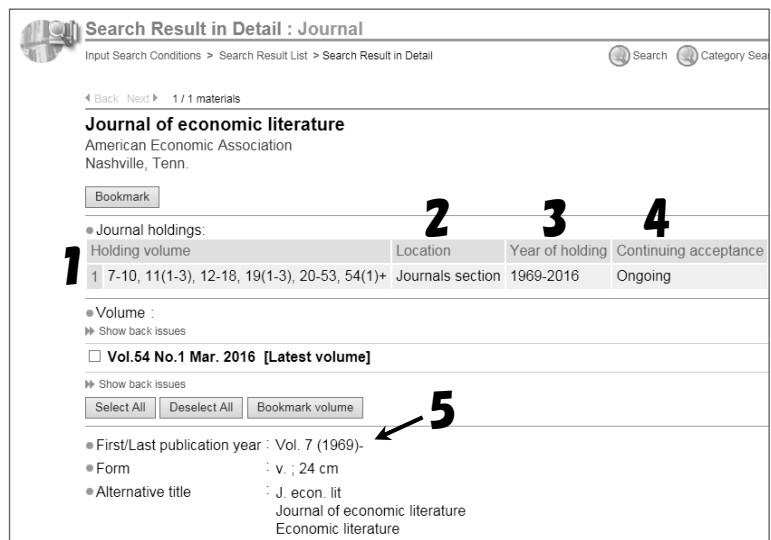 Search Result in Detail : Journal
Input Search Conditions > Search Result List > Search Result in Detail
Search
Category Sear
Back Next 1 / 1 materials
Journal of economic literature
American Economic Association
Nashville, Tenn.
Bookmark
Journal holdings:
2 3 4
1
Holding volume Location Year of holding Continuing acceptance
1 7-10, 11(1-3), 12-18, 19(1-3), 20-53, 54(1)+ Journals section 1969-2016 Ongoing
Volume :
Show back issues
Vol.54 No.1 Mar. 2016 [Latest volume]
Show back issues
Select All Deselect All Bookmark volume
5
First/Last publication year : Vol. 7 (1969)-
Form : v. ; 24 cm
Alternative title : J. econ. lit
Journal of economic literature
Economic literature